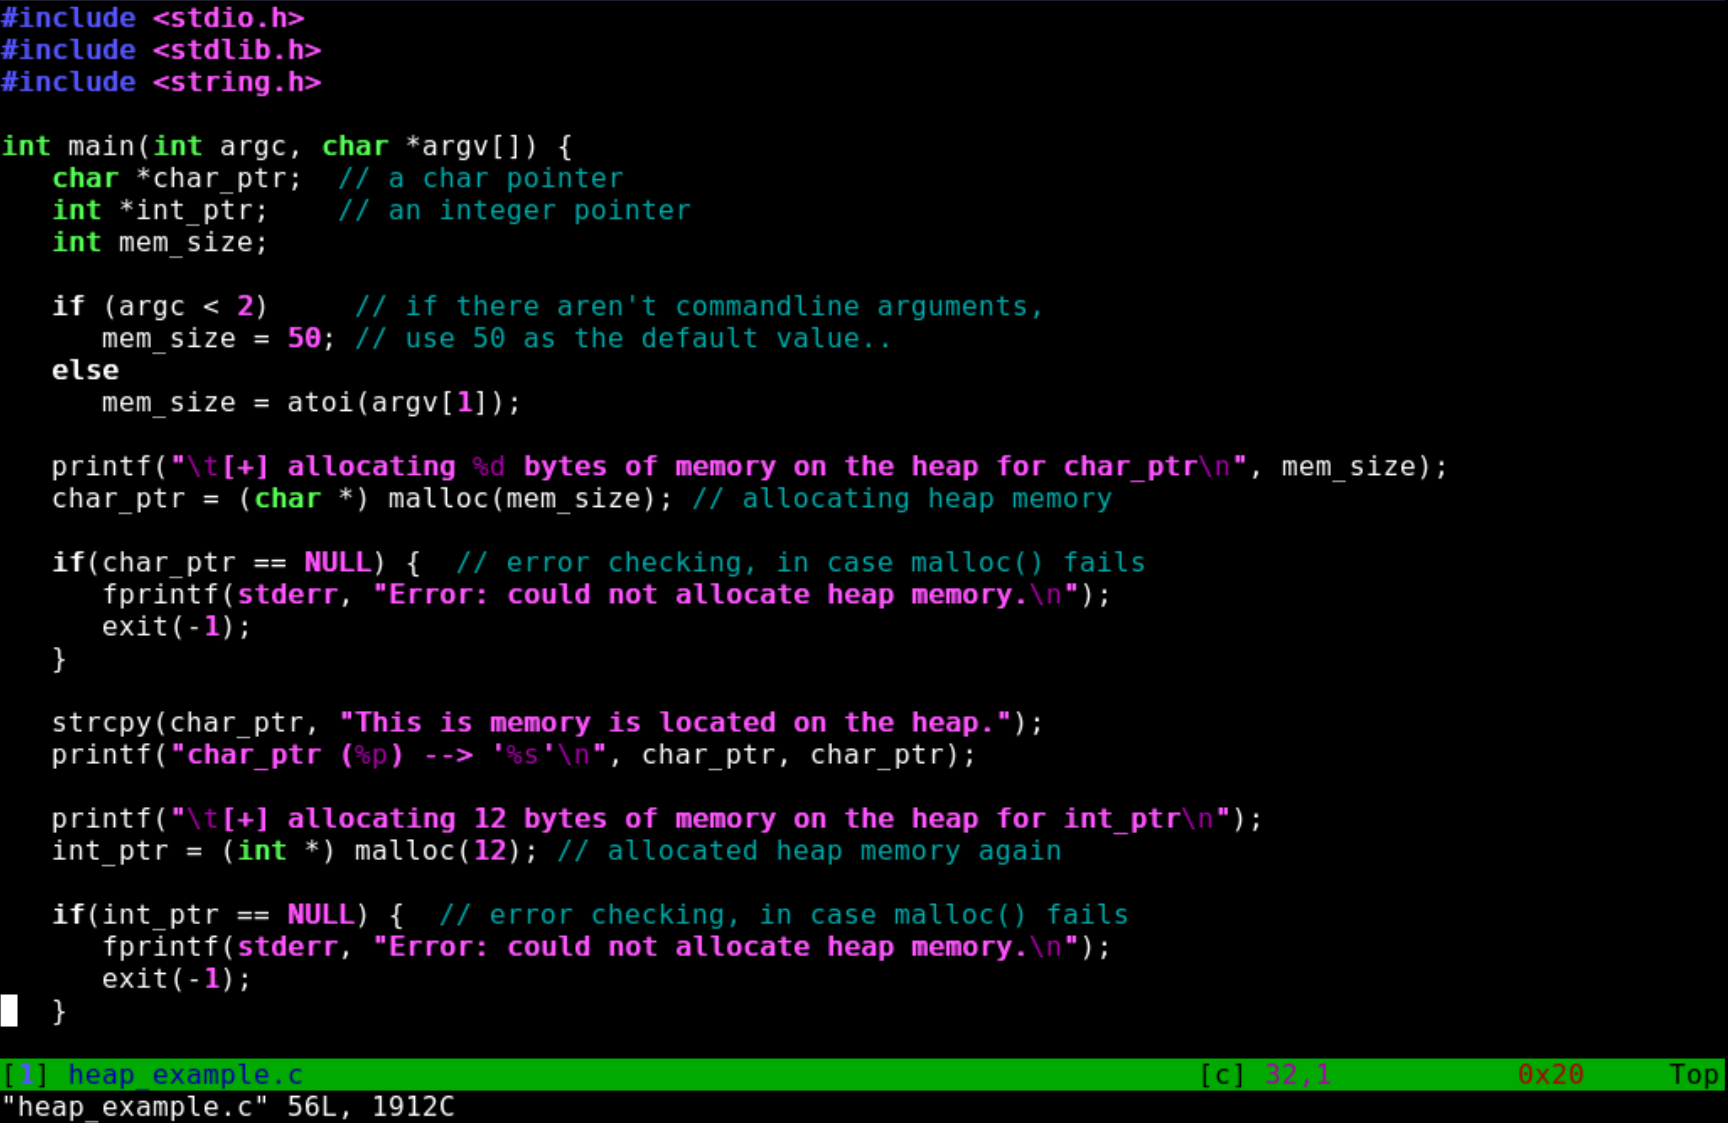 #include <stdio.h>
#include <stdlib.h>
#include <string.h>
int main(int argc, char *argv[]) {
   char *char_ptr;  // a char pointer
   int *int_ptr;    // an integer pointer
   int mem_size;
   if (argc < 2)     // if there aren't commandline arguments,
      mem_size = 50; // use 50 as the default value..
   else
      mem_size = atoi(argv[1]);
   printf("\t[+] allocating %d bytes of memory on the heap for char_ptr\n", mem_size);
   char_ptr = (char *) malloc(mem_size); // allocating heap memory
   if(char_ptr == NULL) {  // error checking, in case malloc() fails
      fprintf(stderr, "Error: could not allocate heap memory.\n");
      exit(-1);
   }
   strcpy(char_ptr, "This is memory is located on the heap.");
   printf("char_ptr (%p) --> '%s'\n", char_ptr, char_ptr);
   printf("\t[+] allocating 12 bytes of memory on the heap for int_ptr\n");
   int_ptr = (int *) malloc(12); // allocated heap memory again
   if(int_ptr == NULL) {  // error checking, in case malloc() fails
      fprintf(stderr, "Error: could not allocate heap memory.\n");
      exit(-1);
   }
[1] heap_example.c [c] 32,1 0x20 Top
"heap_example.c" 56L, 1912C